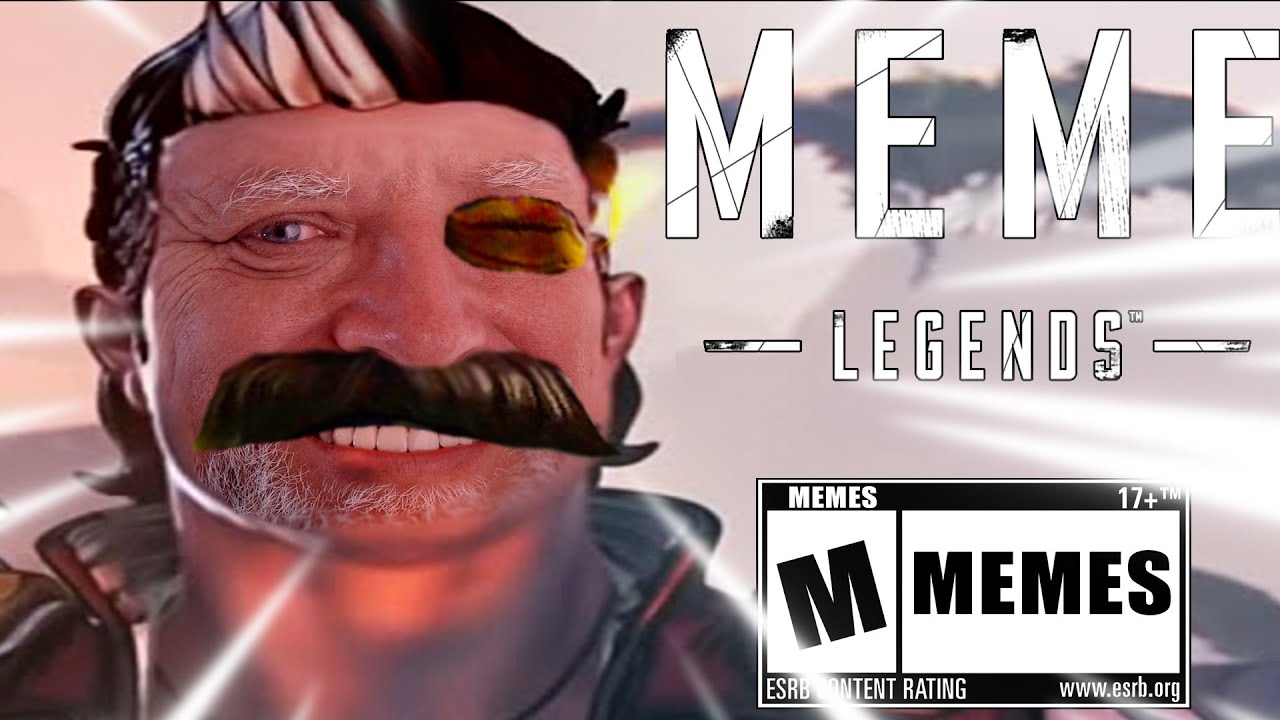 MEME
LEGENDS™
MEMES 17+™
M MEMES
ESRB CONTENT RATING www.esrb.org